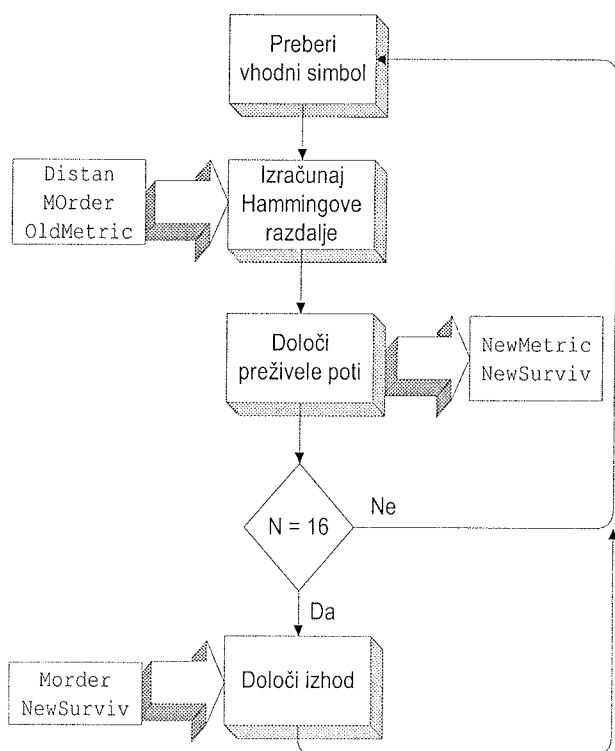 Preberi
vhodni simbol
Distan
MOrder
OldMetric
Izračunaj
Hammingove
razdalje
Določi
preživele poti
NewMetric
NewSurviv
N = 16
Ne
Da
Morder
NewSurviv
Določi izhod